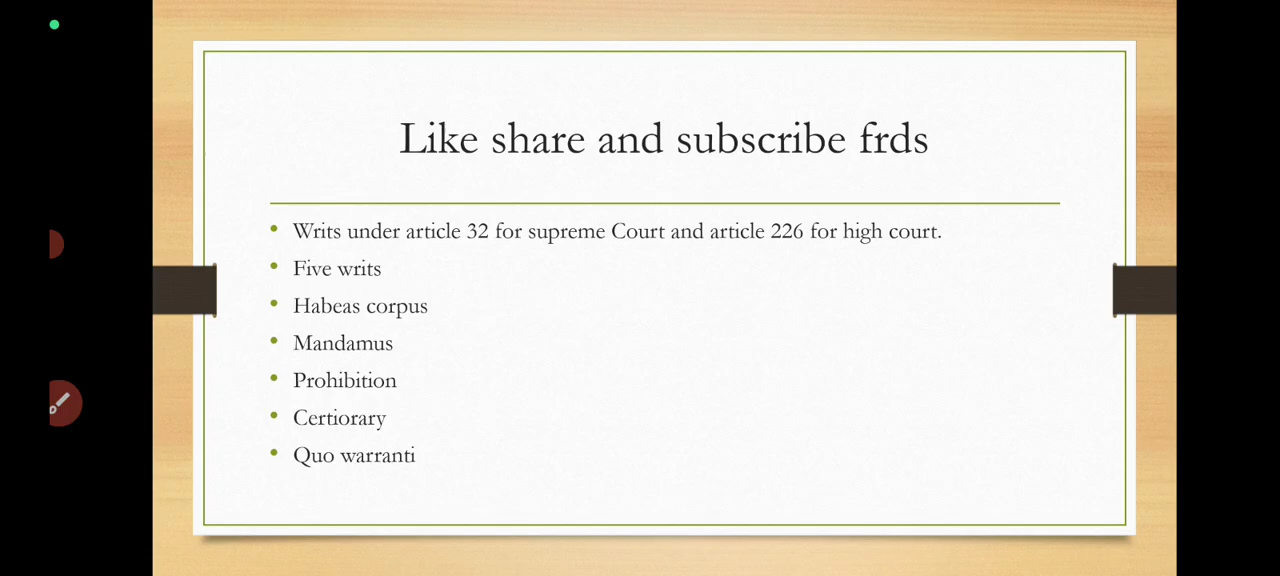 Like share and subscribe frds
Writs under article 32 for supreme Court and article 226 for high court.
Five writs
Habeas corpus
Mandamus
Prohibition
Certiorary
Quo warranti